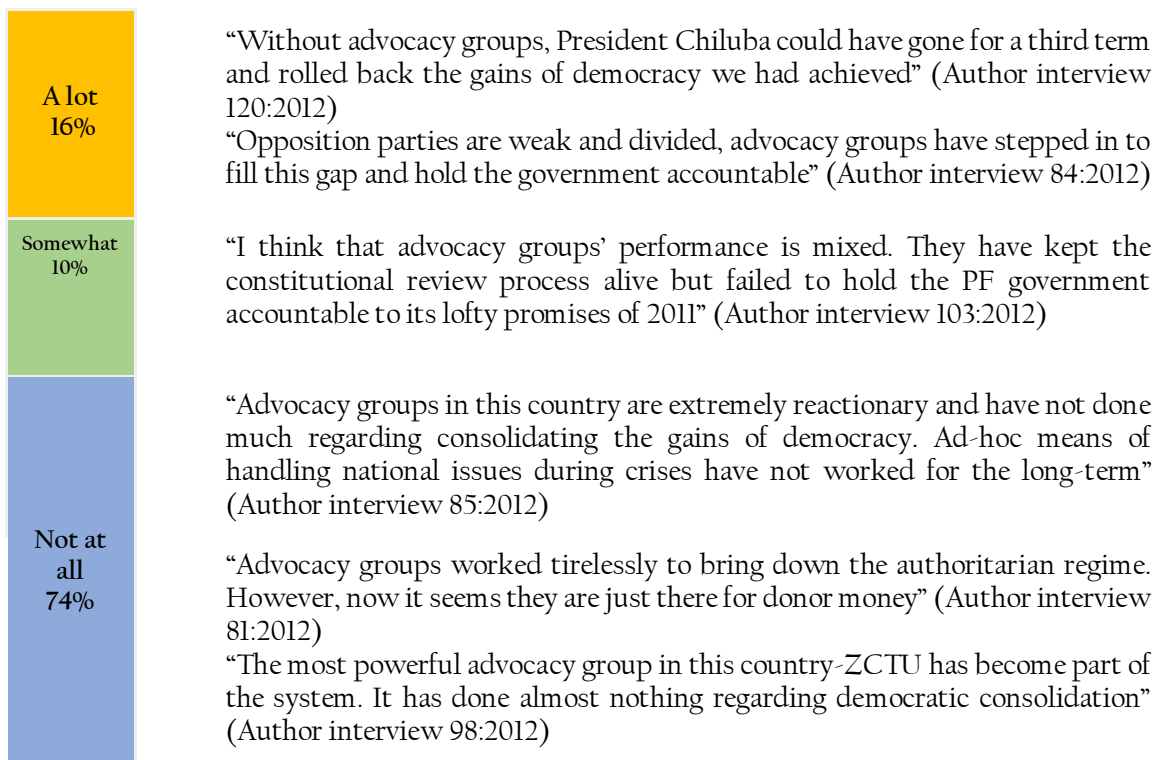 A lot
16%
“Without advocacy groups, President Chiluba could have gone for a third term
and rolled back the gains of democracy we had achieved” (Author interview
120:2012)
“Opposition parties are weak and divided, advocacy groups have stepped in to
fill this gap and hold the government accountable” (Author interview 84:2012)
Somewhat
10%
“I think that advocacy groups’ performance is mixed. They have kept the
constitutional review process alive but failed to hold the PF government
accountable to its lofty promises of 2011” (Author interview 103:2012)
Not at
all
74%
“Advocacy groups in this country are extremely reactionary and have not done
much regarding consolidating the gains of democracy. Ad-hoc means of
handling national issues during crises have not worked for the long-term”
(Author interview 85:2012)
“Advocacy groups worked tirelessly to bring down the authoritarian regime.
However, now it seems they are just there for donor money” (Author interview
81:2012)
“The most powerful advocacy group in this country-ZCTU has become part of
the system. It has done almost nothing regarding democratic consolidation”
(Author interview 98:2012)